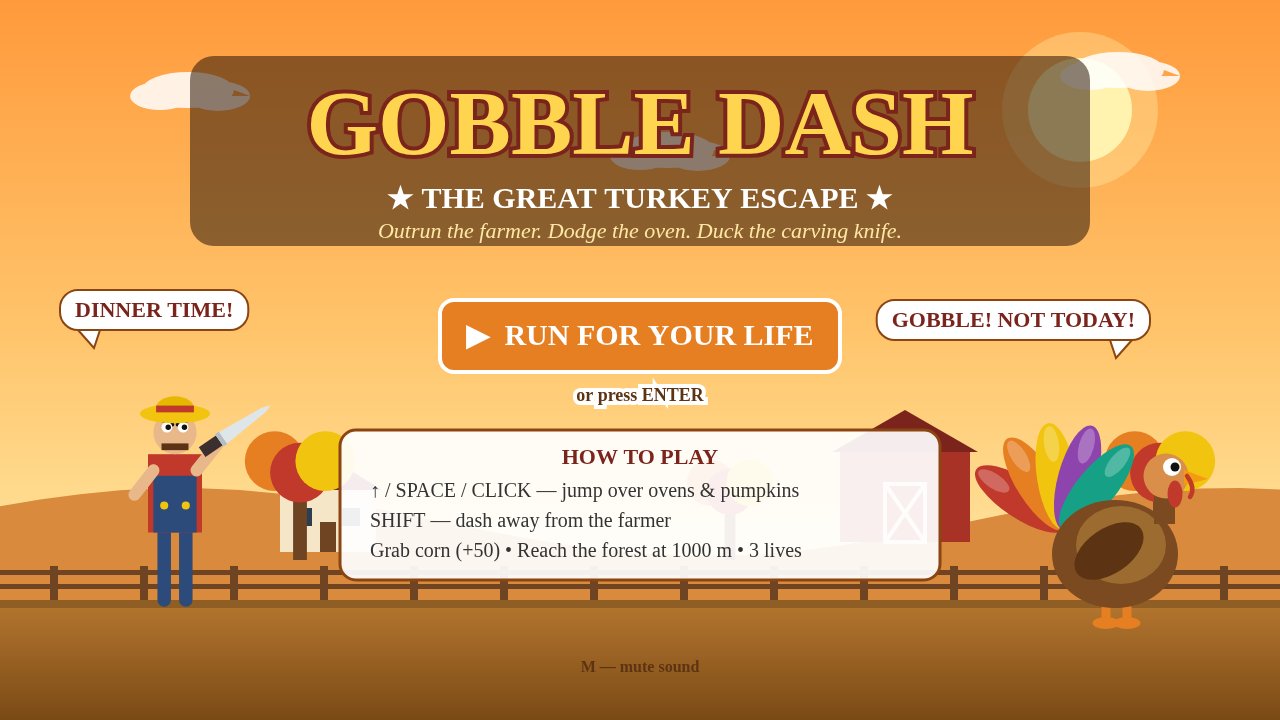 GOBBLE DASH
★ THE GREAT TURKEY ESCAPE ★
Outrun the farmer. Dodge the oven. Duck the carving knife.
DINNER TIME!
▶ RUN FOR YOUR LIFE
GOBBLE! NOT TODAY!
or press ENTER
HOW TO PLAY
↑ / SPACE / CLICK — jump over ovens & pumpkins
SHIFT — dash away from the farmer
Grab corn (+50) • Reach the forest at 1000 m • 3 lives
M — mute sound